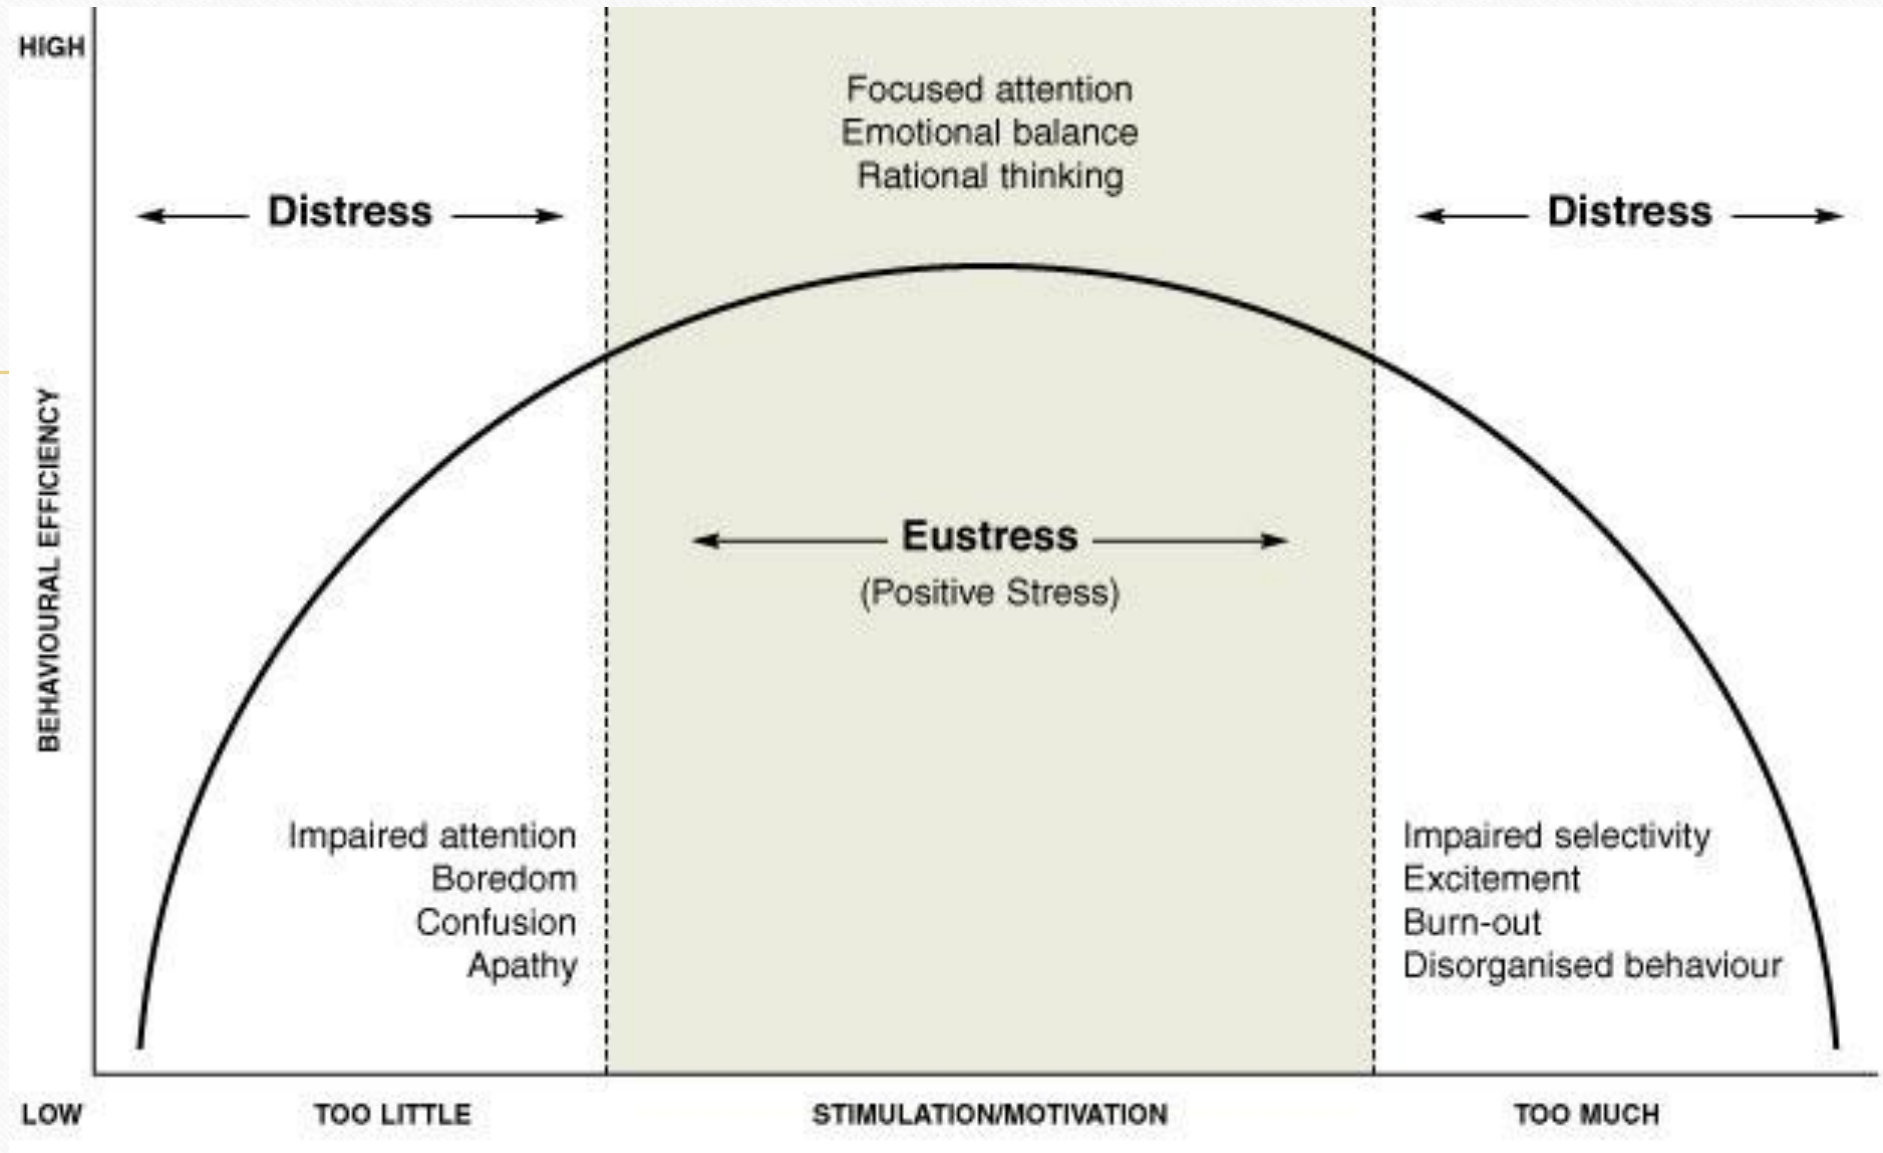 HIGH
Focused attention
Emotional balance
Rational thinking
Distress
Distress
BEHAVIOURAL EFFICIENCY
Eustress
(Positive Stress)
Impaired attention
Boredom
Confusion
Apathy
Impaired selectivity
Excitement
Burn-out
Disorganised behaviour
LOW
TOO LITTLE
STIMULATION/MOTIVATION
TOO MUCH